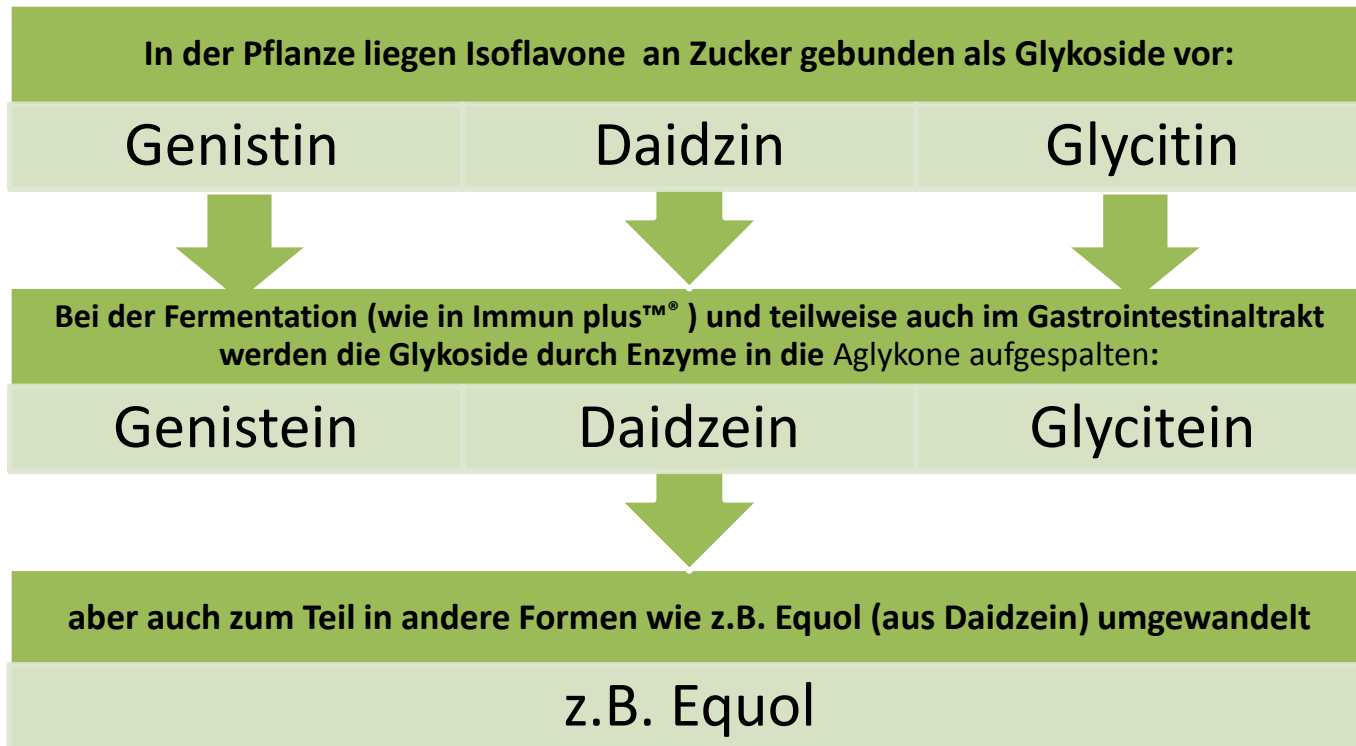 In der Pflanze liegen Isoflavone an Zucker gebunden als Glykoside vor:
Genistin Daidzin Glycitin
Bei der Fermentation (wie in Immun plus™® ) und teilweise auch im Gastrointestinaltrakt
werden die Glykoside durch Enzyme in die Aglykone aufgespalten:
Genistein Daidzein Glycitein
aber auch zum Teil in andere Formen wie z.B. Equol (aus Daidzein) umgewandelt
z.B. Equol